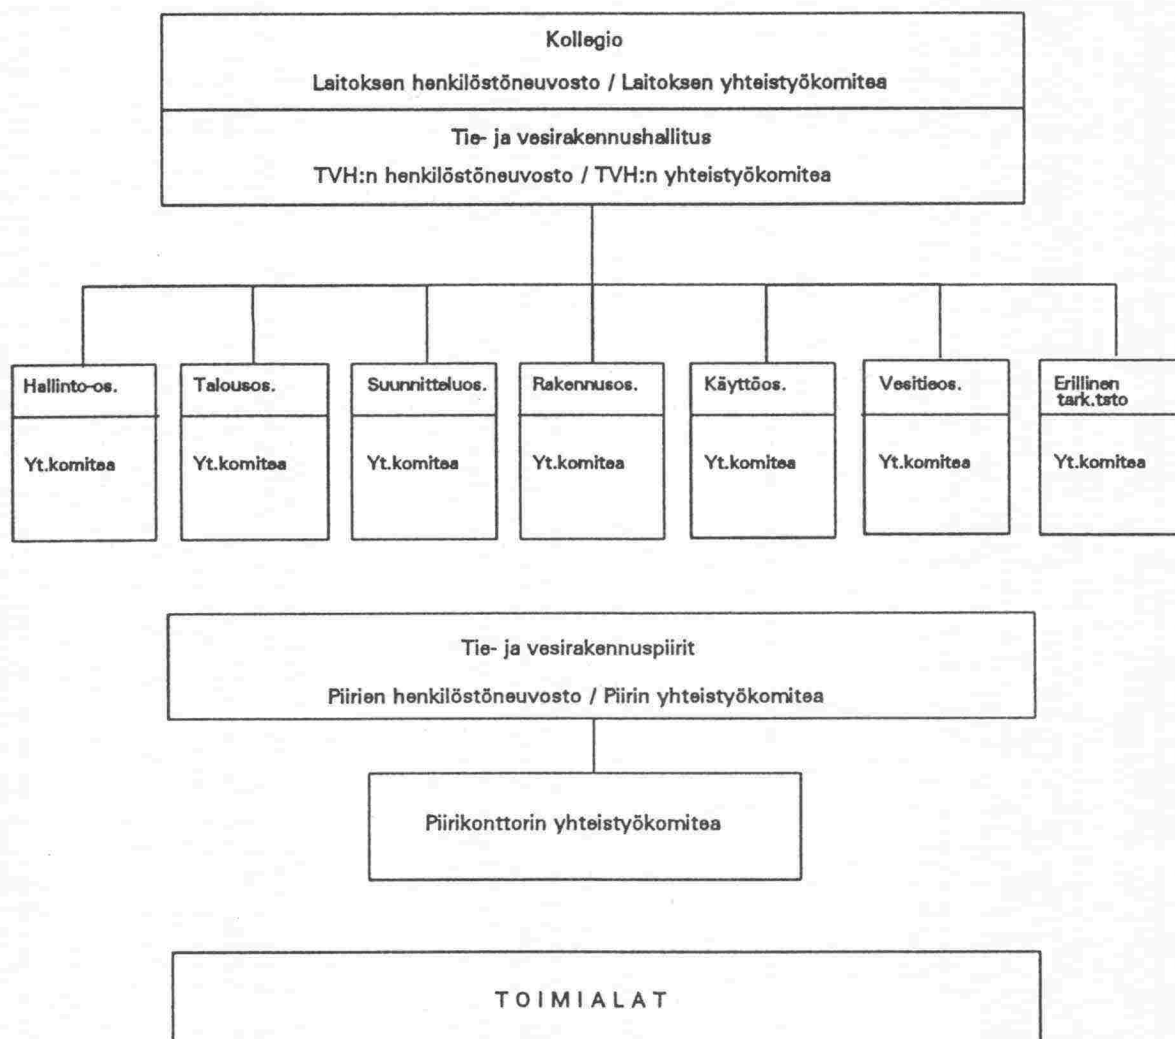 Kollegio
Laitoksen henkilöstöneuvosto / Laitoksen yhteistyökomitea
Tie- ja vesirakennushallitus
TVH:n henkilöstöneuvosto / TVH:n yhteistyökomitea
Hallinto-os.
Talousos.
Suunnitteluos.
Rakennusos.
Käyttöos.
Vesitieos.
Erillinen
tark.tsto
Yt.komitea
Yt.komitea
Yt.komitea
Yt.komitea
Yt.komitea
Yt.komitea
Yt.komitea
Tie- ja vesirakennuspiirit
Piirien henkilöstöneuvosto / Piirin yhteistyökomitea
Piirikonttorin yhteistyökomitea
TOIMIALAT